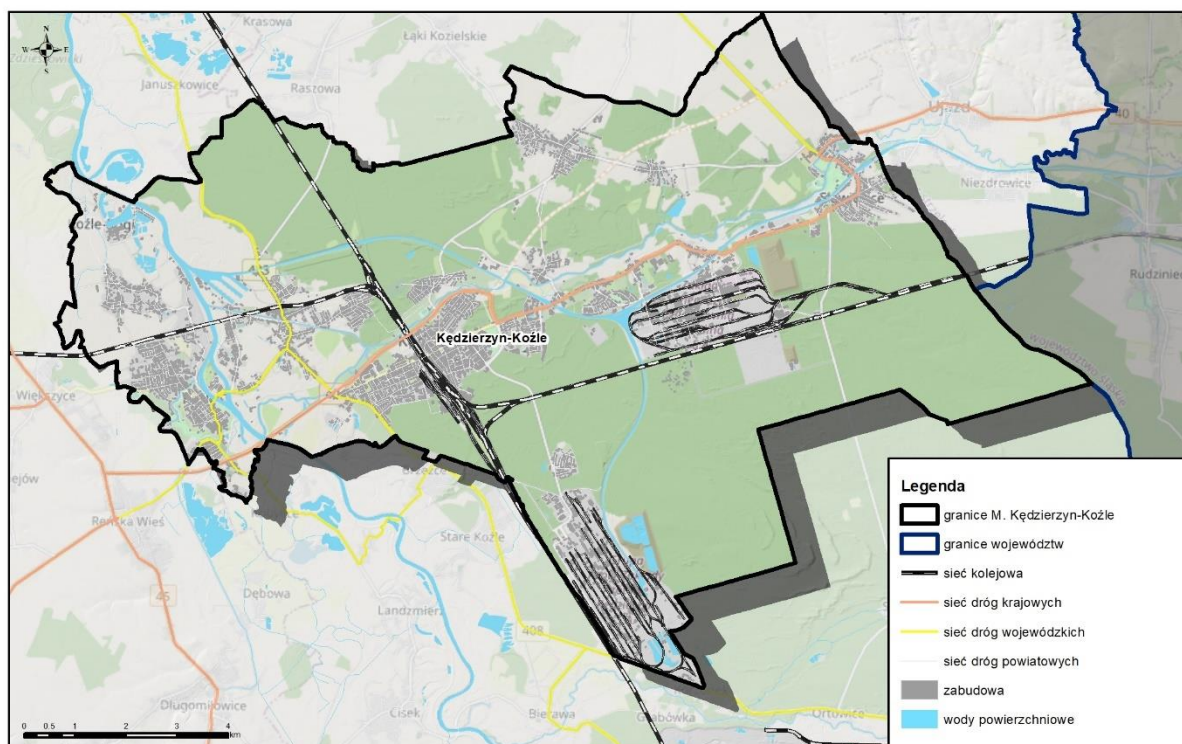 N
W E
S
Krasowa
Łąki Kozielskie
Zdzieszowicki
Januszkowice
Raszowa
Ujazd
40
Niezdrowice
Rudziniec
Kędzierzyn-Koźle
Większyce
Reńska Wieś
Stare Koźle
Dębowa
45
Landzmierz
408
Długomiłowice
Cisek
Bierawa
Grabówka
Ortowice
0 0.5 1 2 3 4
km
Legenda
granice M. Kędzierzyn-Koźle
granice województw
sieć kolejowa
sieć dróg krajowych
sieć dróg wojewódzkich
sieć dróg powiatowych
zabudowa
wody powierzchniowe